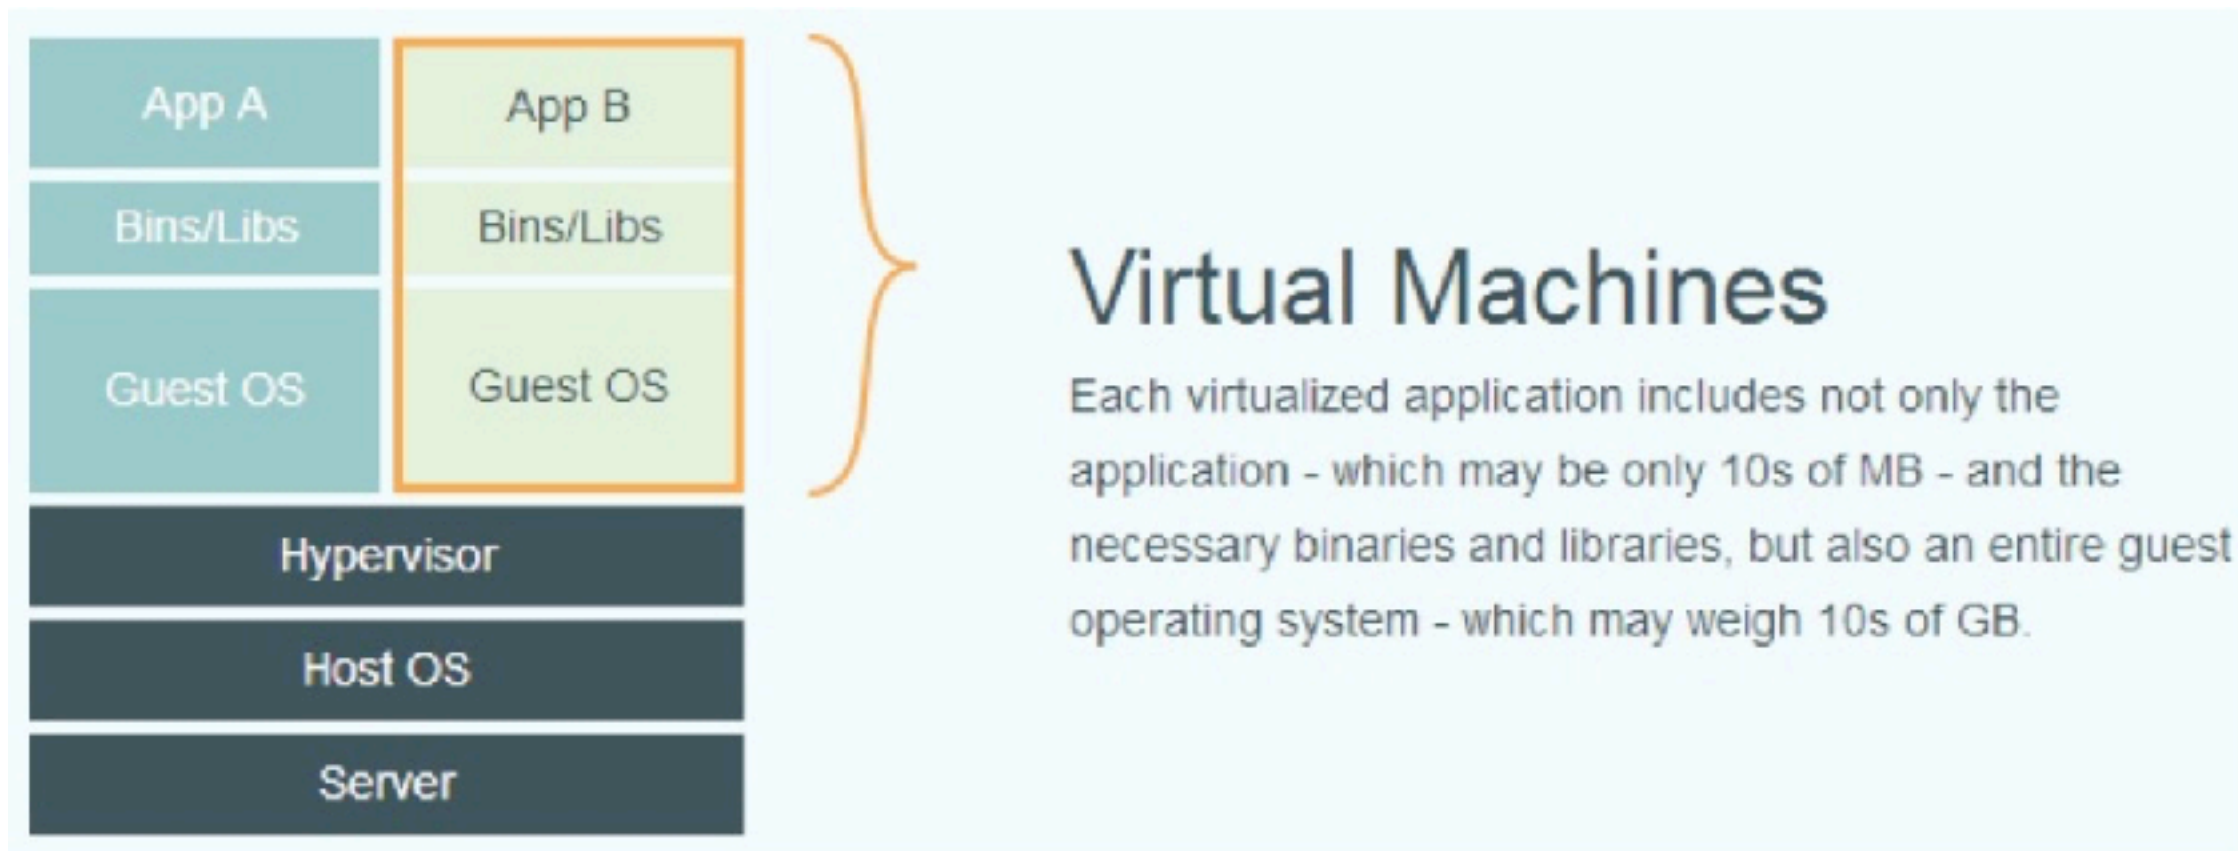 App A
App B
Bins/Libs
Bins/Libs
Guest OS
Guest OS
Hypervisor
Host OS
Server
Virtual Machines
Each virtualized application includes not only the
application - which may be only 10s of MB - and the
necessary binaries and libraries, but also an entire guest
operating system - which may weigh 10s of GB.